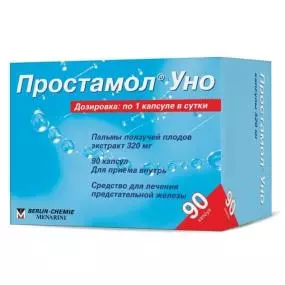 Простамол® Уно
Дозировка: по 1 капсуле в сутки
Пальмы ползучей плодов
экстракт 320 мг
90 капсул
Для приема внутрь
Средство для лечения
предстательной железы
BERLIN-CHEMIE
MENARINI
90
капсул